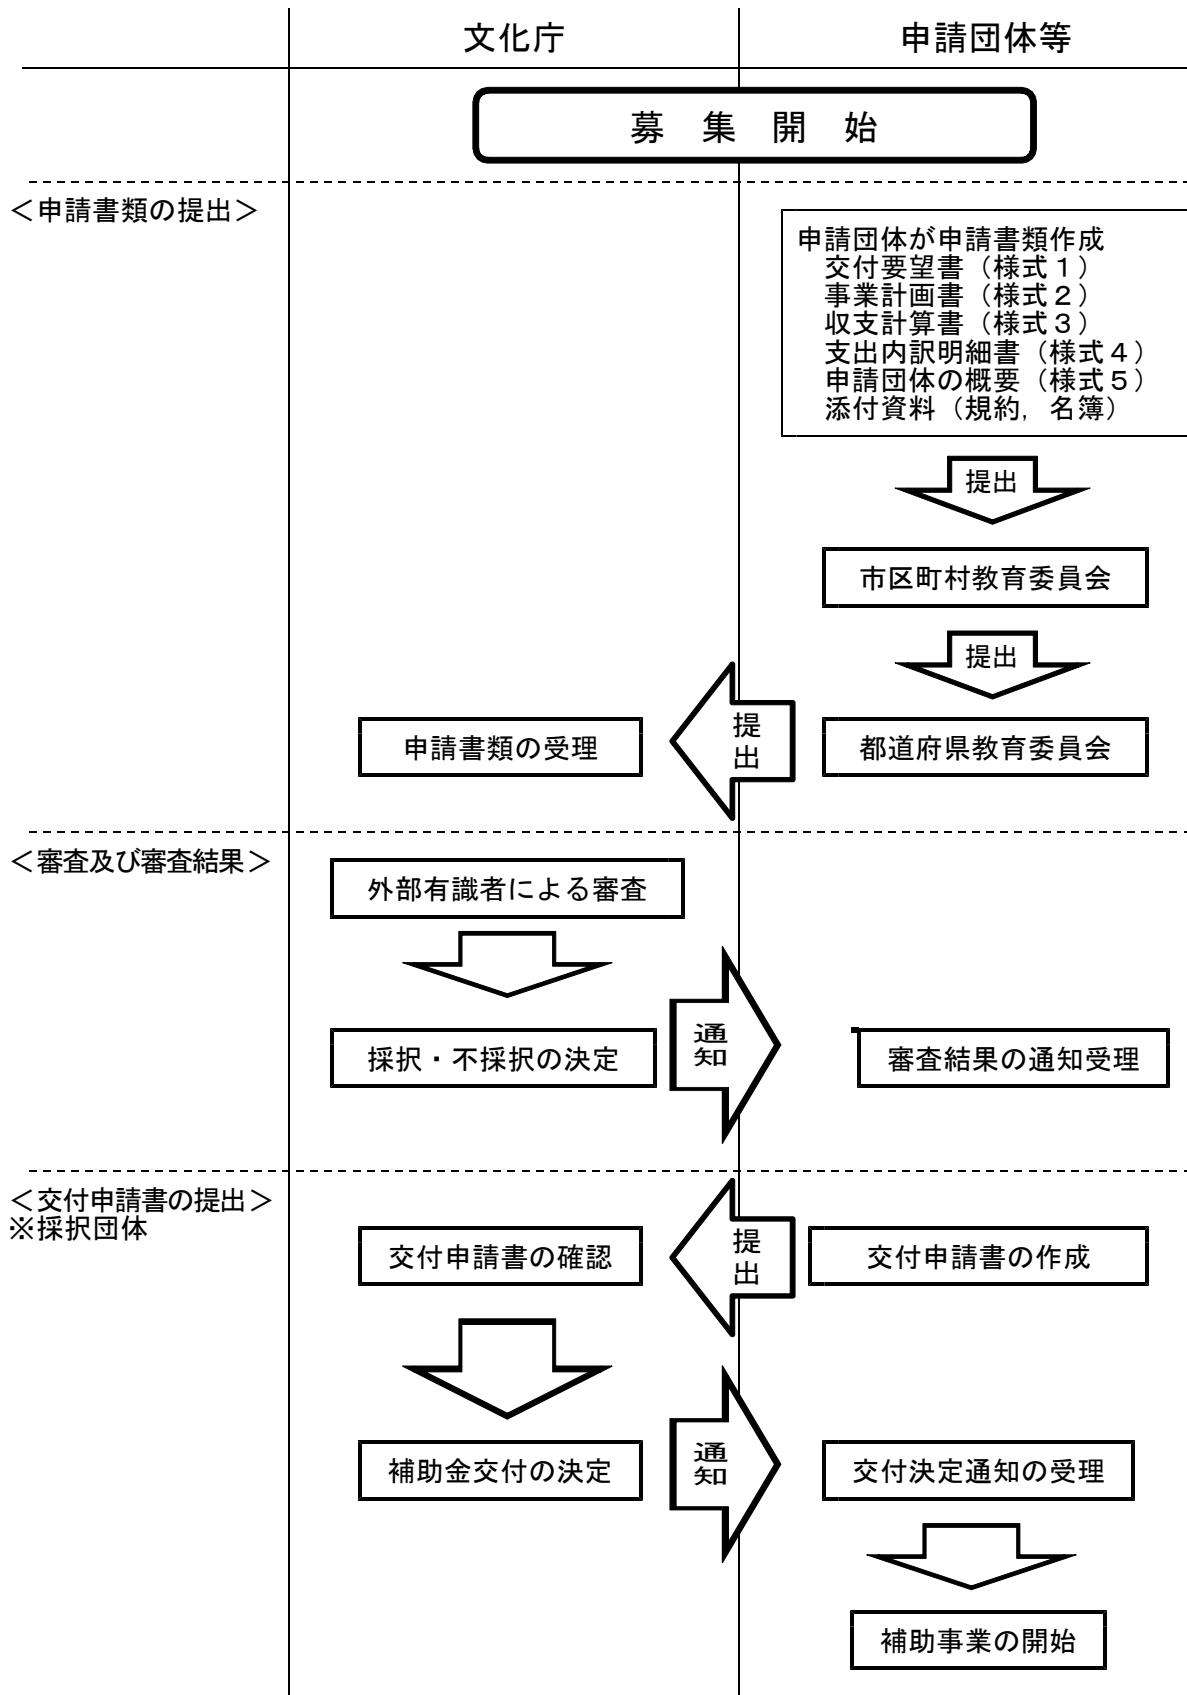 文化庁
申請団体等
募集開始
＜申請書類の提出＞
申請団体が申請書類作成
交付要望書（様式１）
事業計画書（様式２）
収支計算書（様式３）
支出内訳明細書（様式４）
申請団体の概要（様式５）
添付資料（規約，名簿）
提出
市区町村教育委員会
提出
都道府県教育委員会
提出
申請書類の受理
＜審査及び審査結果＞
外部有識者による審査
採択・不採択の決定
通知
審査結果の通知受理
＜交付申請書の提出＞
※採択団体
交付申請書の作成
提出
交付申請書の確認
補助金交付の決定
通知
交付決定通知の受理
補助事業の開始